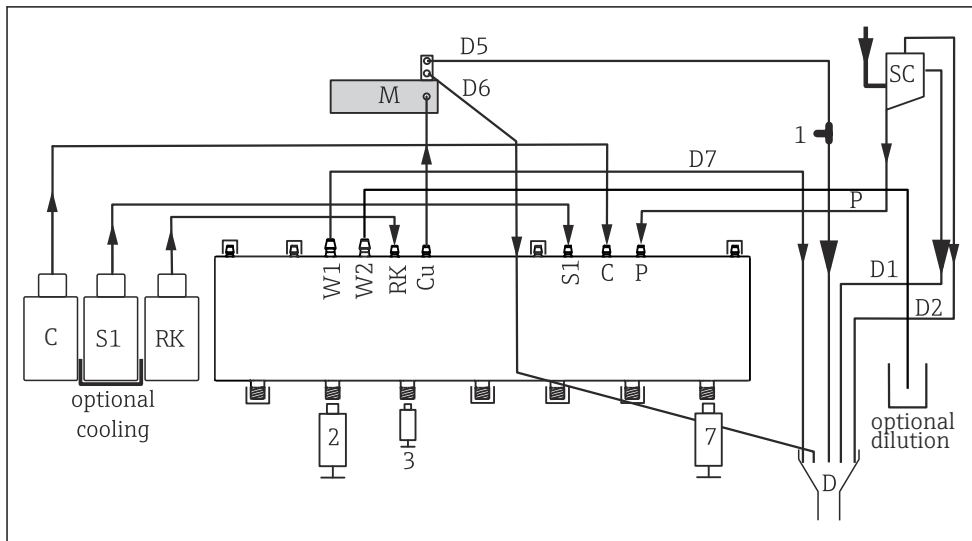 D5
SC
M
D6
1
D7
P
W1
W2
RK
Cu
S1
C
P
D1
C
S1
RK
D2
optional
cooling
2
3
7
optional
dilution
D